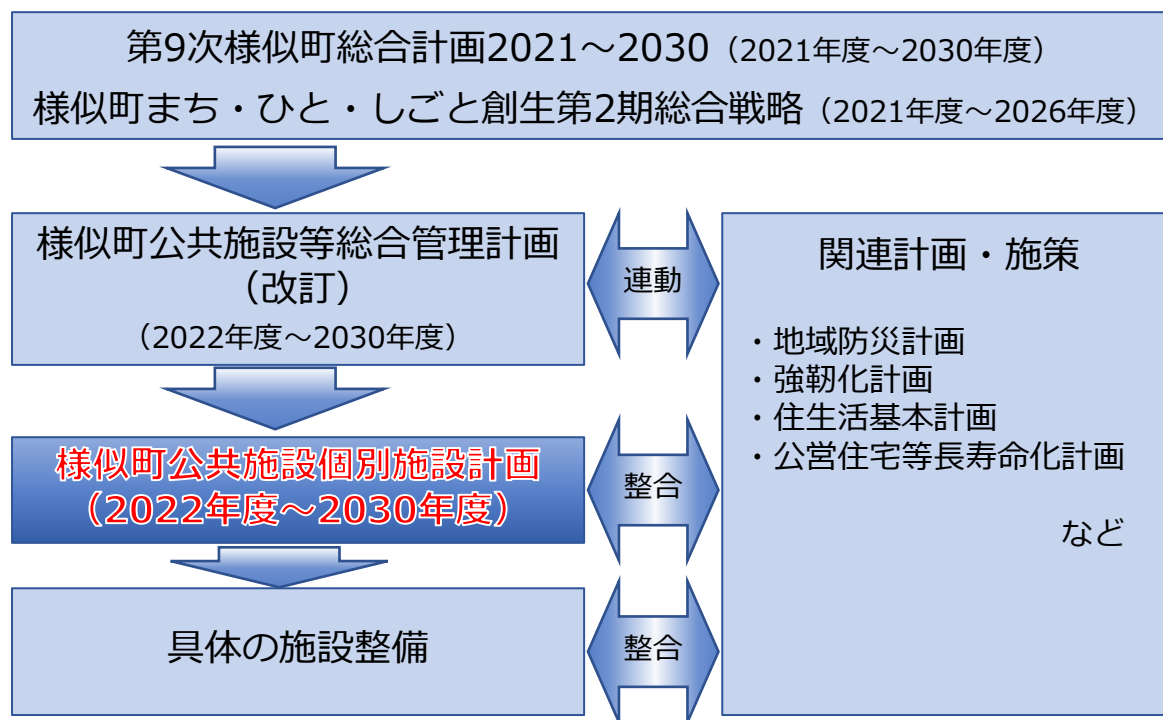 第9次様似町総合計画2021～2030（2021年度～2030年度）
様似町まち・ひと・しごと創生第2期総合戦略（2021年度～2026年度）
様似町公共施設等総合管理計画
（改訂）
（2022年度～2030年度）
連動
関連計画・施策
・地域防災計画
・強靭化計画
・住生活基本計画
・公営住宅等長寿命化計画
など
様似町公共施設個別施設計画
（2022年度～2030年度）
整合
具体の施設整備
整合